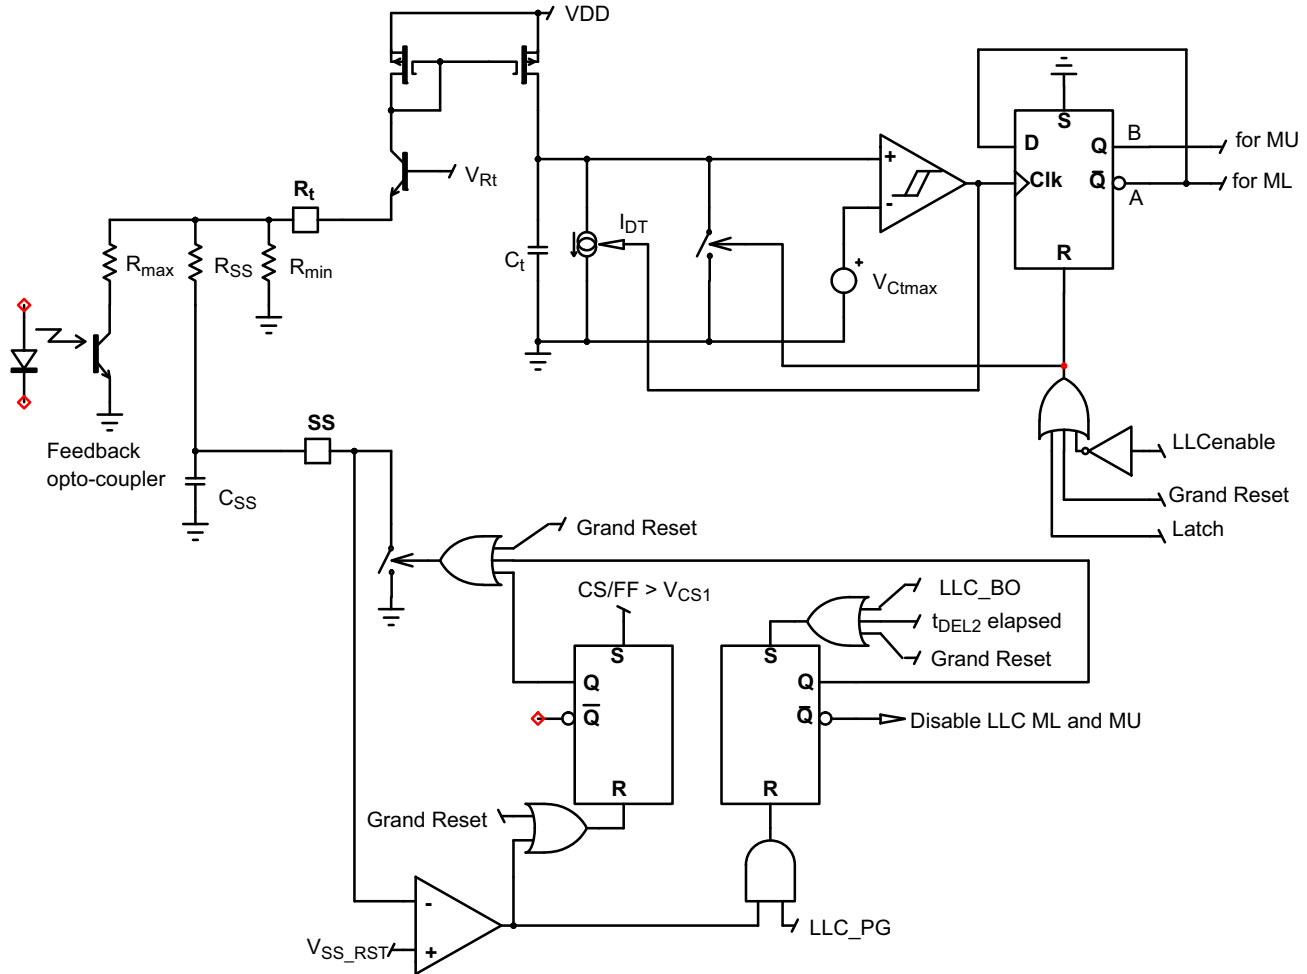 VDD
S
D
Q
B
for MU
Clk
Q
A
for ML
R
VRt
Rt
IDT
Rmax
RSS
Rmin
Ct
VCtmax
LLCenable
Grand Reset
Latch
Feedback
opto-coupler
SS
CSS
Grand Reset
CS/FF > VCS1
LLC_BO
tDEL2 elapsed
Grand Reset
S
Q
Q
R
S
Q
Q
R
Disable LLC ML and MU
Grand Reset
LLC_PG
VSS_RST
+
-
+
-
+